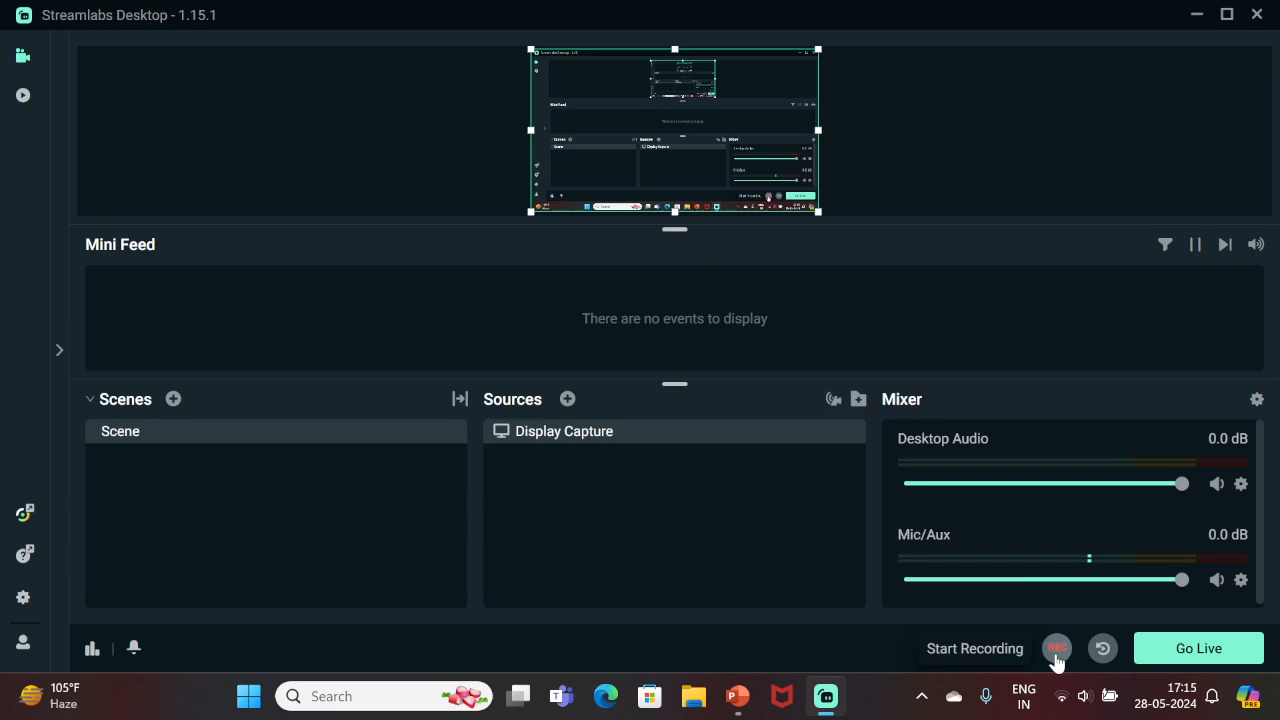 Streamlabs Desktop - 1.15.1
Mini Feed
There are no events to display
Scenes
Sources
Mixer
Scene
Display Capture
Desktop Audio 0.0 dB
Mic/Aux 0.0 dB
Start Recording
REC
Go Live
105°F
Haze
Search
ENG
IN
17:15
28-05-2024
PRE